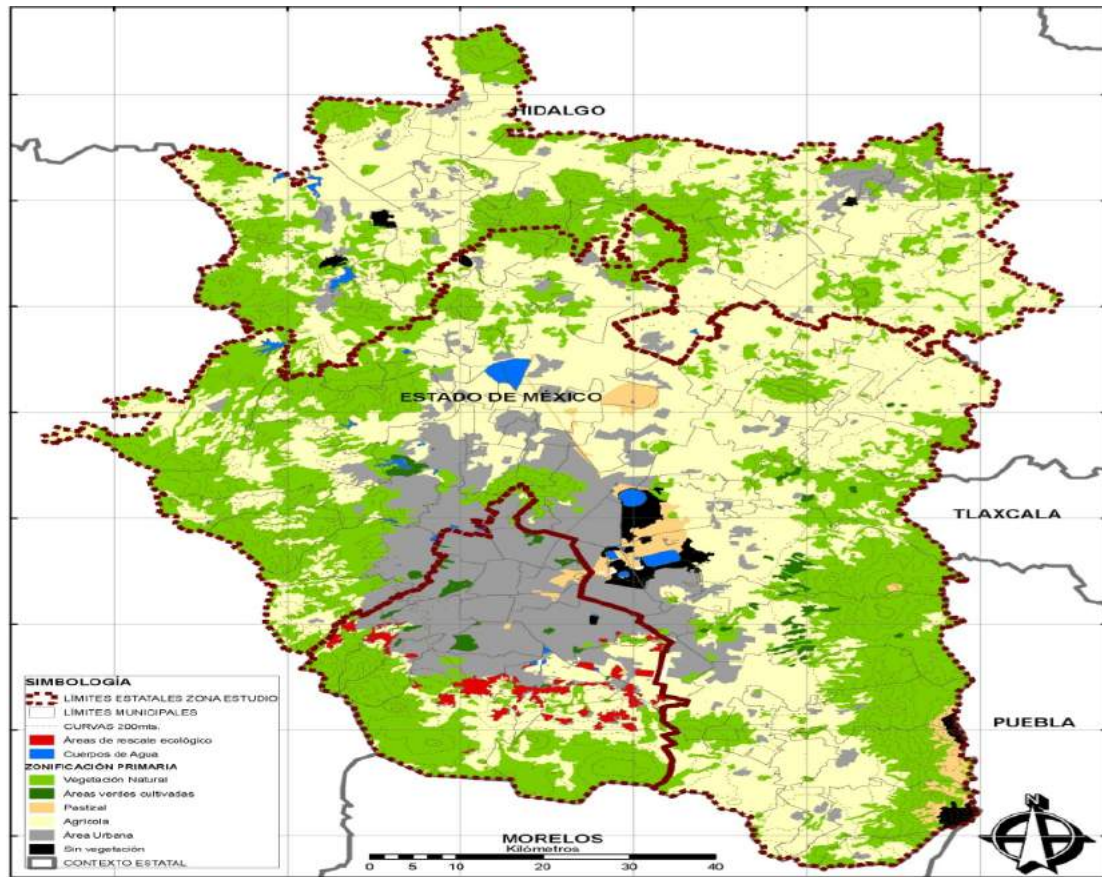 HIDALGO
ESTADO DE MÉXICO
TLAXCALA
PUEBLA
MORELOS
Kilómetros
0 5 10 20 30 40
N
SIMBOLOGÍA
LÍMITES ESTATALES ZONA ESTUDIO
LÍMITES MUNICIPALES
CURVAS 200mts.
Áreas de rescate ecológico
Cuerpos de Agua
ZONIFICACIÓN PRIMARIA
Vegetación Natural
Áreas verdes cultivadas
Pastizal
Agrícola
Área Urbana
Sin vegetación
CONTEXTO ESTATAL